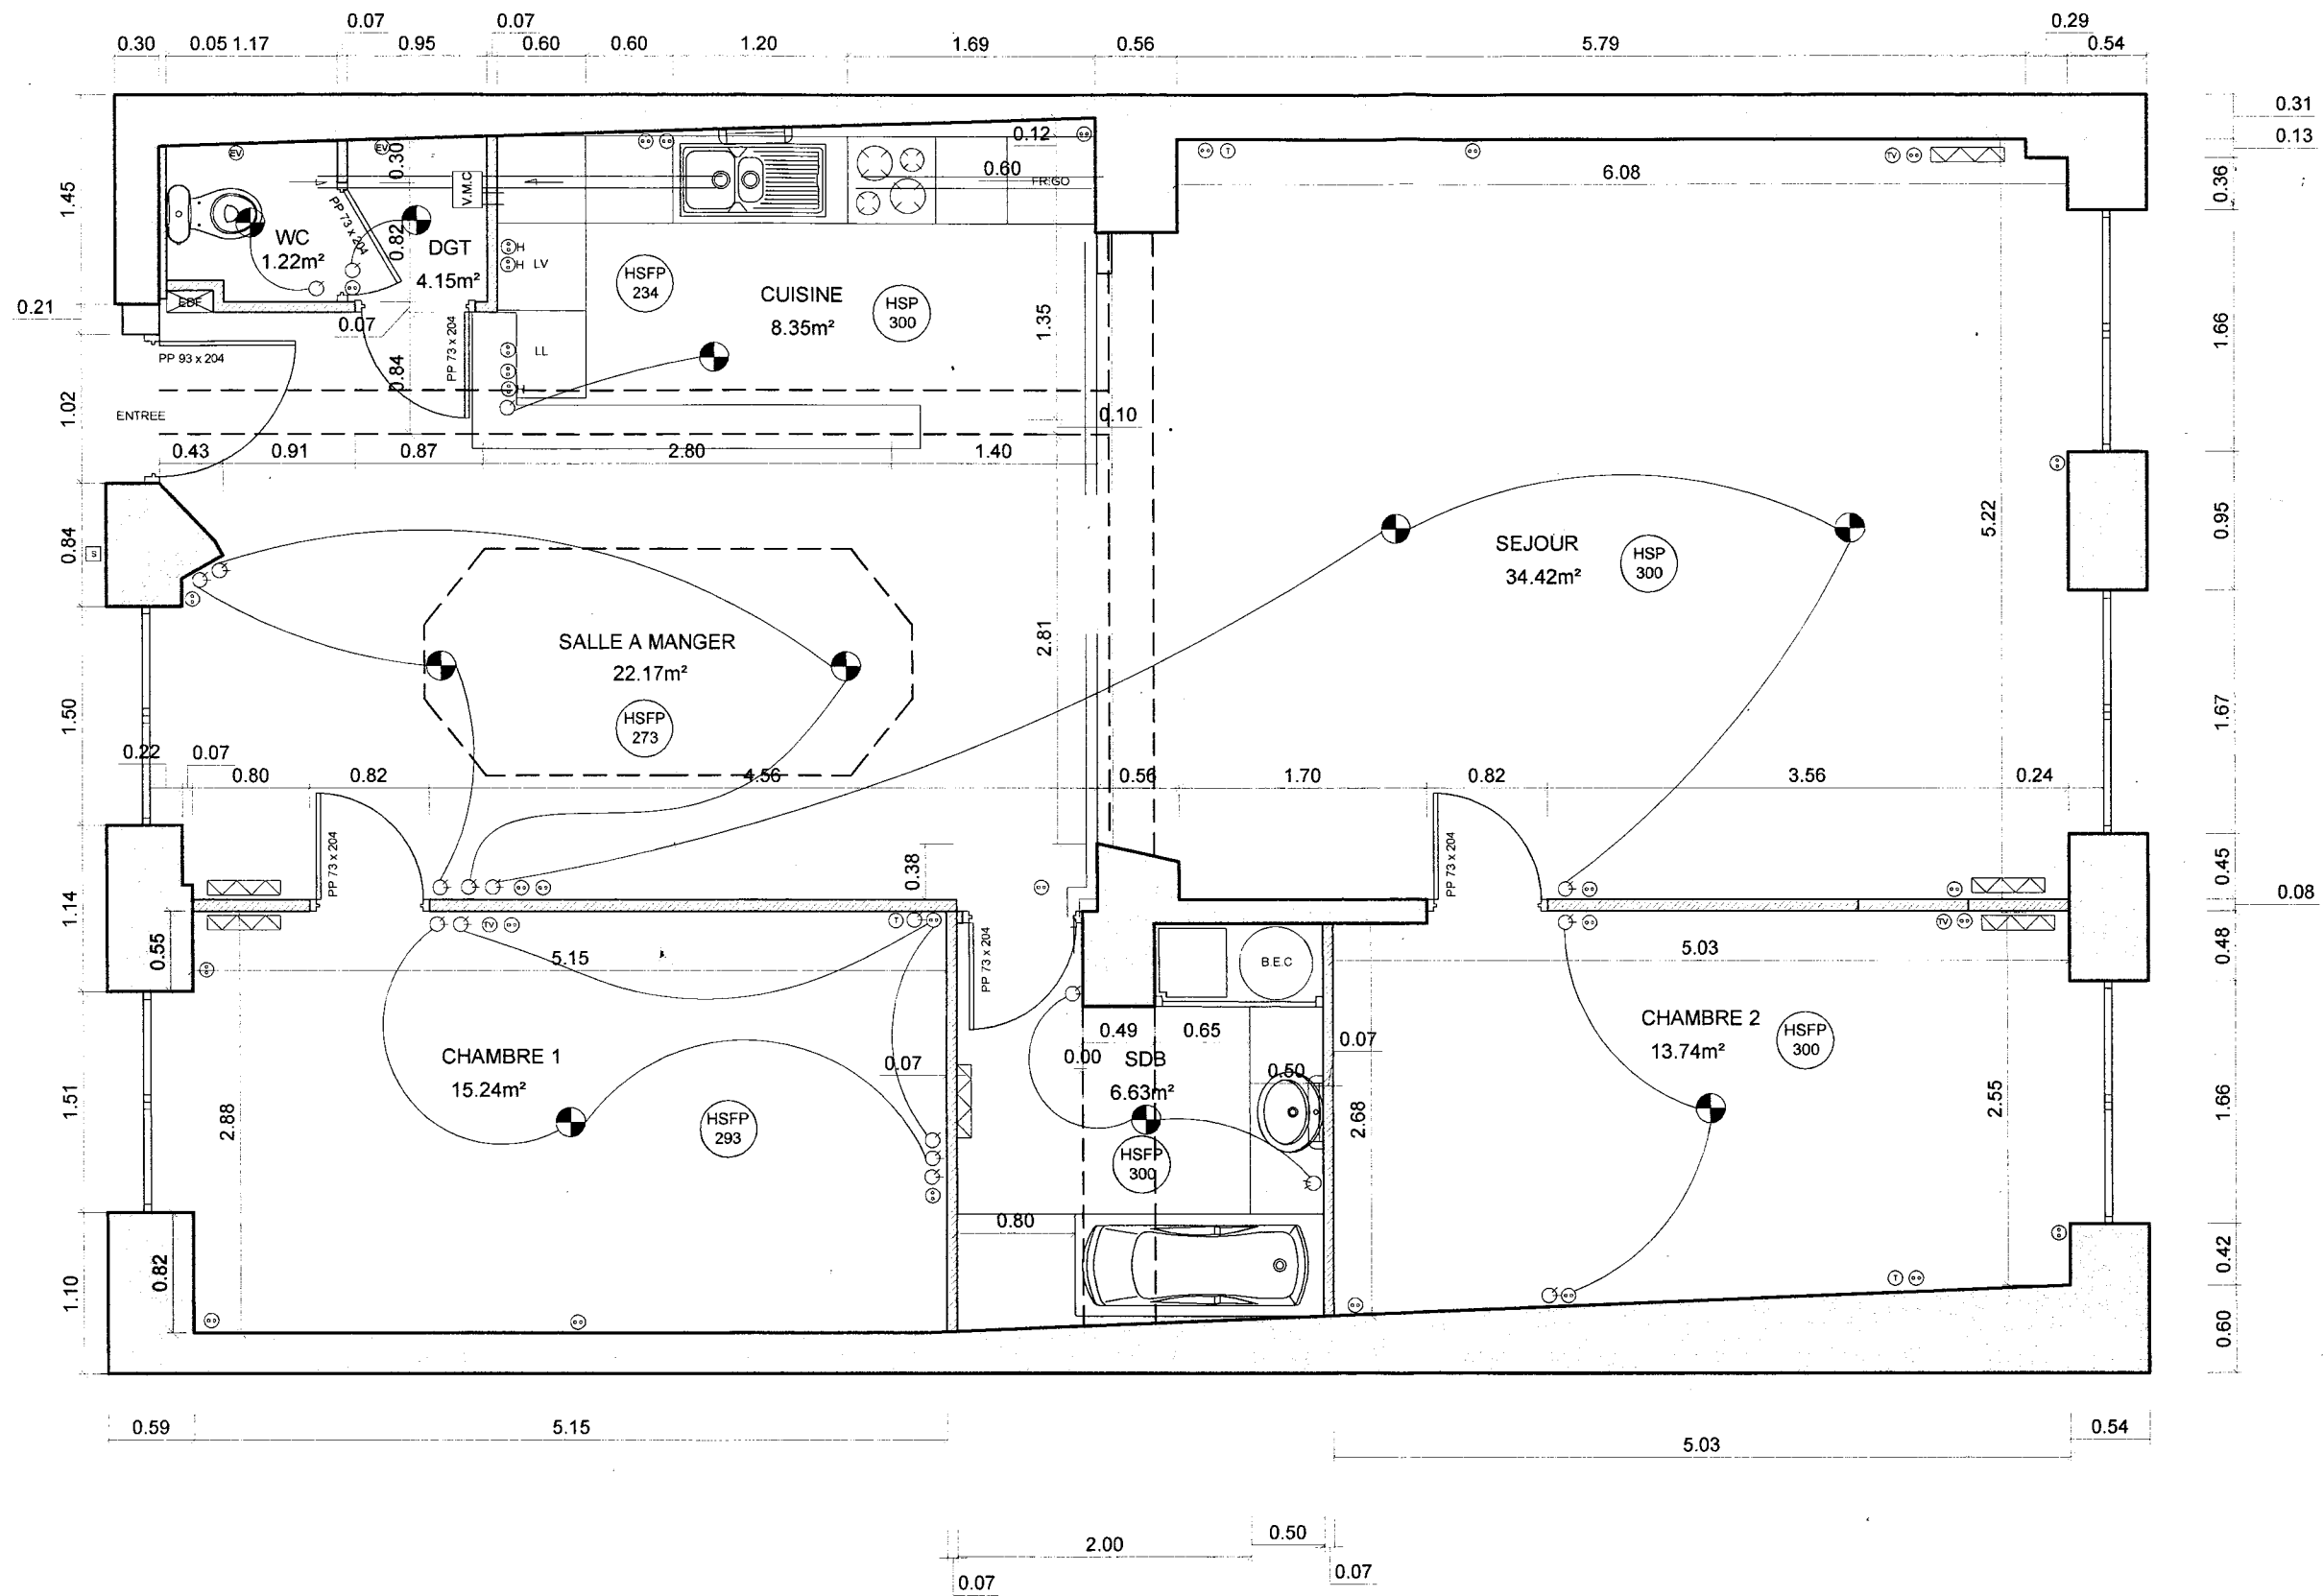 0.07 0.07 0.29
0.30 0.05 1.17 0.95 0.60 0.60 1.20 1.69 0.56 5.79 0.54
0.31
0.13
0.36
1.66
0.95
1.67
0.45
0.08
0.48
1.66
0.42
0.60
1.45
0.21
1.02
0.84
S
1.50
1.14
1.51
1.10
EV
EV
0.30
V.M.C
PP 73 x 204
0.82
WC
1.22m²
DGT
4.15m²
EDF
0.07
0.84
PP 73 x 204
PP 93 x 204
ENTREE
0.12
0.60
FRIGO
H
H LV
LL
H
HSFP
234
CUISINE
8.35m²
HSP
300
1.35
0.10
0.43 0.91 0.87 2.80 1.40
T
TV
6.08
5.22
SEJOUR
34.42m²
HSP
300
SALLE A MANGER
22.17m²
HSFP
273
2.81
0.22 0.07
0.80 0.82 4.56 0.56 1.70 0.82 3.56 0.24
PP 73 x 204
0.38
PP 73 x 204
0.55
TV
T
TV
5.15
PP 73 x 204
B.E.C
5.03
CHAMBRE 1
15.24m²
HSFP
293
2.88
0.82
0.07
0.49 0.65
0.00
SDB
6.63m²
HSFP
300
0.50
0.07
2.68
0.80
CHAMBRE 2
13.74m²
HSFP
300
2.55
T
0.59 5.15 5.03 0.54
2.00 0.50
0.07 0.07